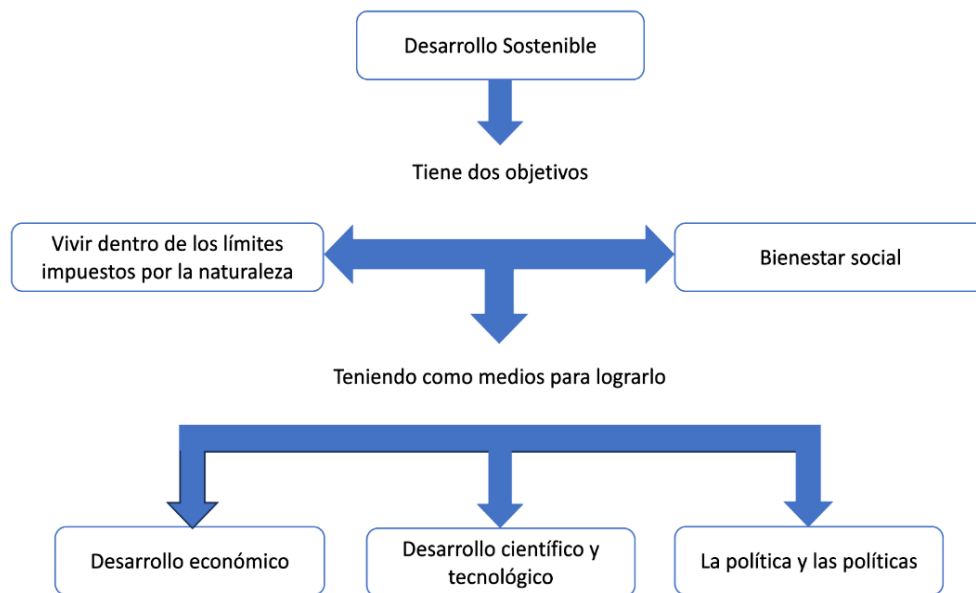 Desarrollo Sostenible
Tiene dos objetivos
Vivir dentro de los límites
impuestos por la naturaleza
Bienestar social
Teniendo como medios para lograrlo
Desarrollo económico
Desarrollo científico y
tecnológico
La política y las políticas